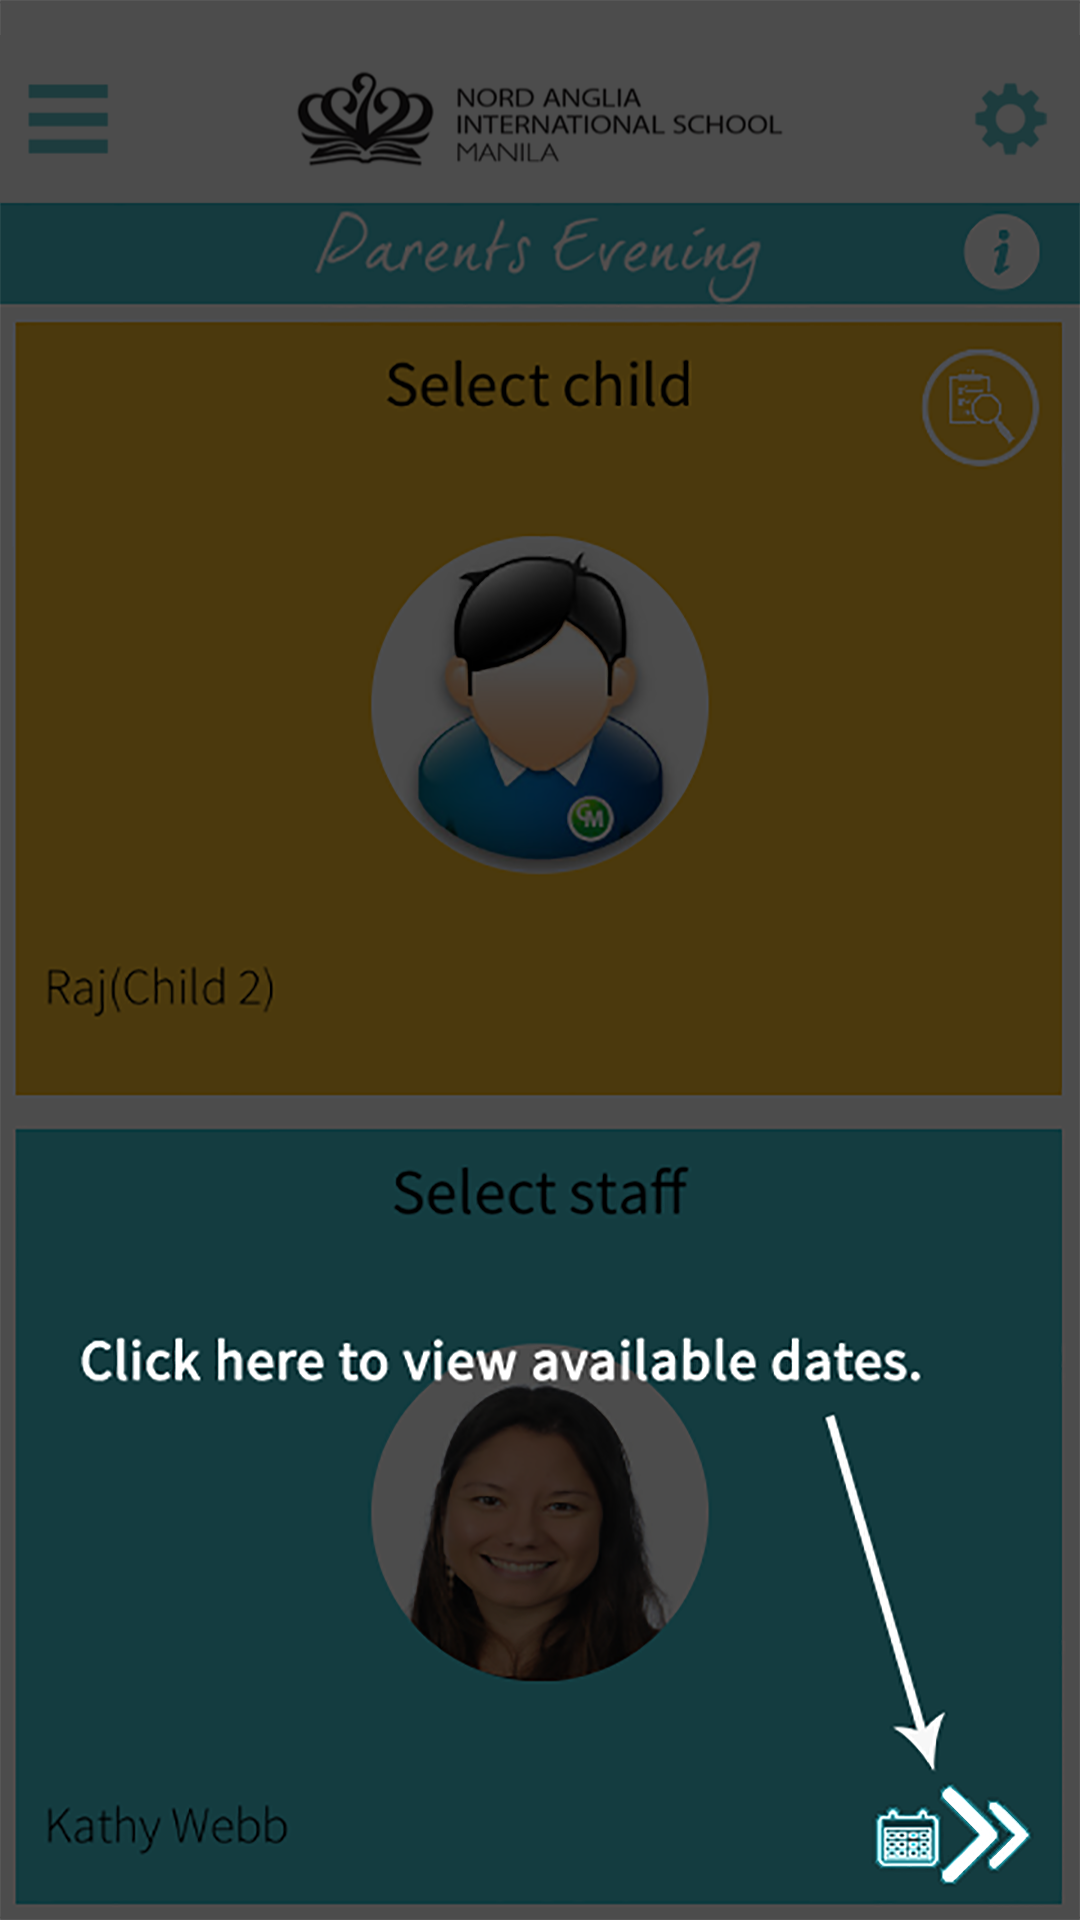 NORD ANGLIA
INTERNATIONAL SCHOOL
MANILA
Parents Evening
i
Select child
CM
Raj(Child 2)
Select staff
Click here to view available dates.
Kathy Webb